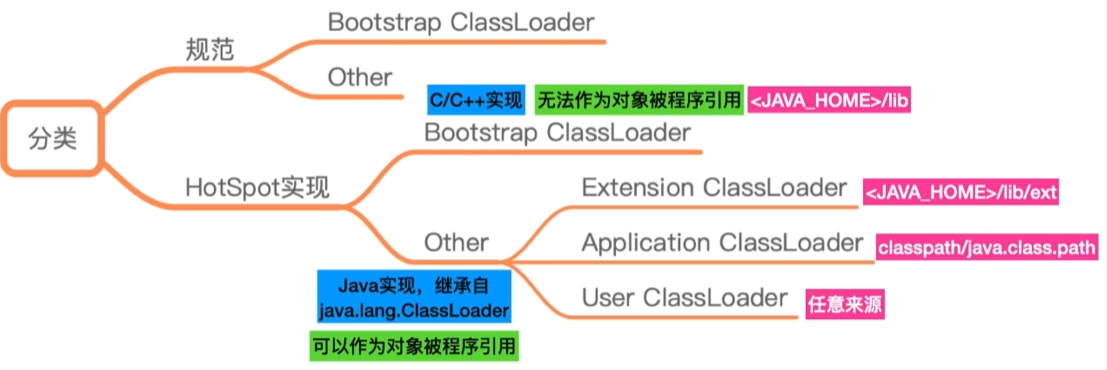 分类
规范
Bootstrap ClassLoader
Other
HotSpot实现
C/C++实现 无法作为对象被程序引用 <JAVA_HOME>/lib
Bootstrap ClassLoader
Other
Java实现，继承自
java.lang.ClassLoader
可以作为对象被程序引用
Extension ClassLoader <JAVA_HOME>/lib/ext
Application ClassLoader classpath/java.class.path
User ClassLoader 任意来源